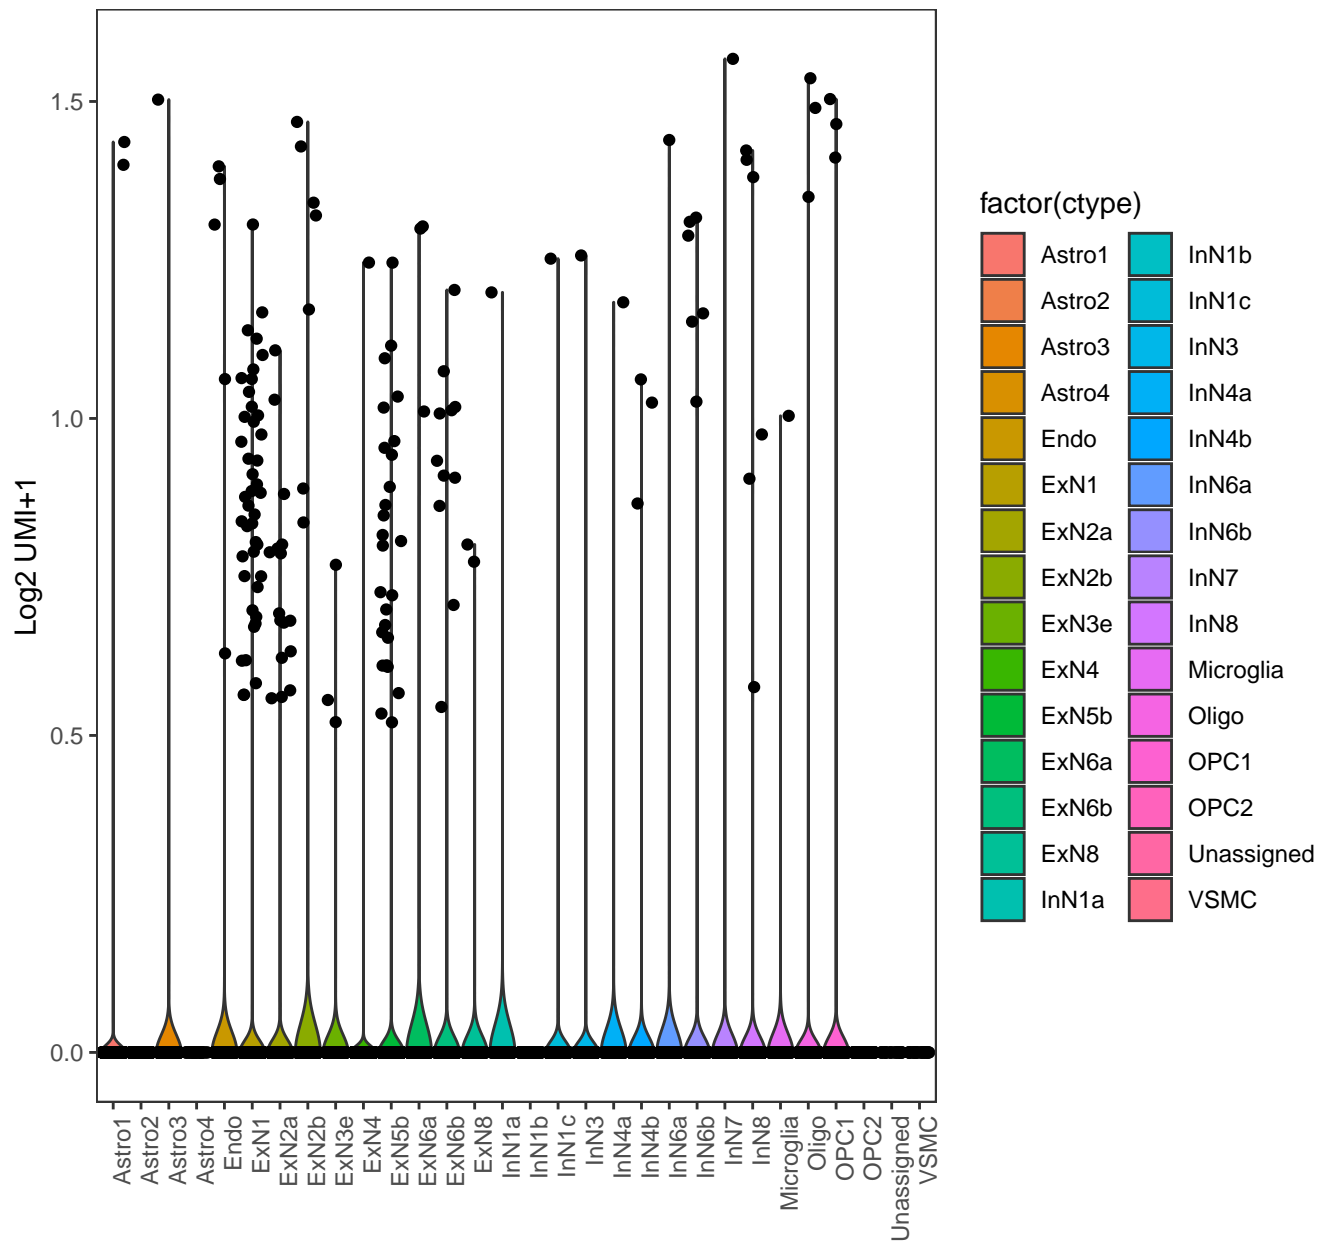 Log2 UMI+1
1.5
1.0
0.5
0.0
Astro1
Astro2
Astro3
Astro4
Endo
ExN1
ExN2a
ExN2b
ExN3e
ExN4
ExN5b
ExN6a
ExN6b
ExN8
InN1a
InN1b
InN1c
InN3
InN4a
InN4b
InN6a
InN6b
InN7
InN8
Microglia
Oligo
OPC1
OPC2
Unassigned
VSMC
factor(ctype)
Astro1
Astro2
Astro3
Astro4
Endo
ExN1
ExN2a
ExN2b
ExN3e
ExN4
ExN5b
ExN6a
ExN6b
ExN8
InN1a
InN1b
InN1c
InN3
InN4a
InN4b
InN6a
InN6b
InN7
InN8
Microglia
Oligo
OPC1
OPC2
Unassigned
VSMC